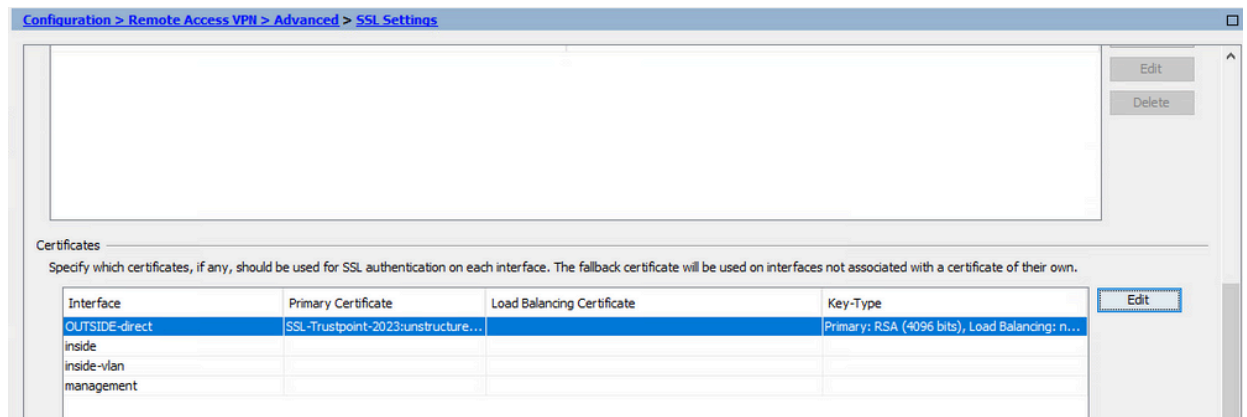 Configuration > Remote Access VPN > Advanced > SSL Settings
Edit
Delete
Certificates
Specify which certificates, if any, should be used for SSL authentication on each interface. The fallback certificate will be used on interfaces not associated with a certificate of their own.
Interface Primary Certificate Load Balancing Certificate Key-Type
Edit
OUTSIDE-direct SSL-Trustpoint-2023:unstructure... Primary: RSA (4096 bits), Load Balancing: n...
inside
inside-vlan
management